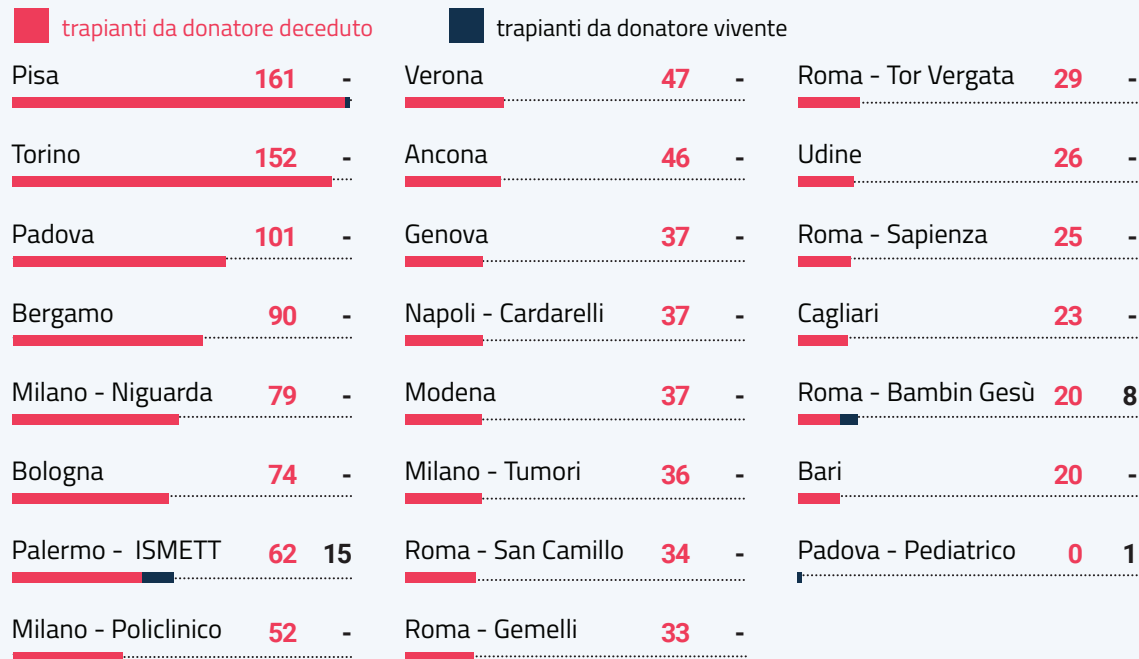 trapianti da donatore deceduto
trapianti da donatore vivente
Pisa 161 -
Torino 152 -
Padova 101 -
Bergamo 90 -
Milano - Niguarda 79 -
Bologna 74 -
Palermo - ISMETT 62 15
Milano - Policlinico 52 -
Verona 47 -
Ancona 46 -
Genova 37 -
Napoli - Cardarelli 37 -
Modena 37 -
Milano - Tumori 36 -
Roma - San Camillo 34 -
Roma - Gemelli 33 -
Roma - Tor Vergata 29 -
Udine 26 -
Roma - Sapienza 25 -
Cagliari 23 -
Roma - Bambin Gesù 20 8
Bari 20 -
Padova - Pediatrico 0 1